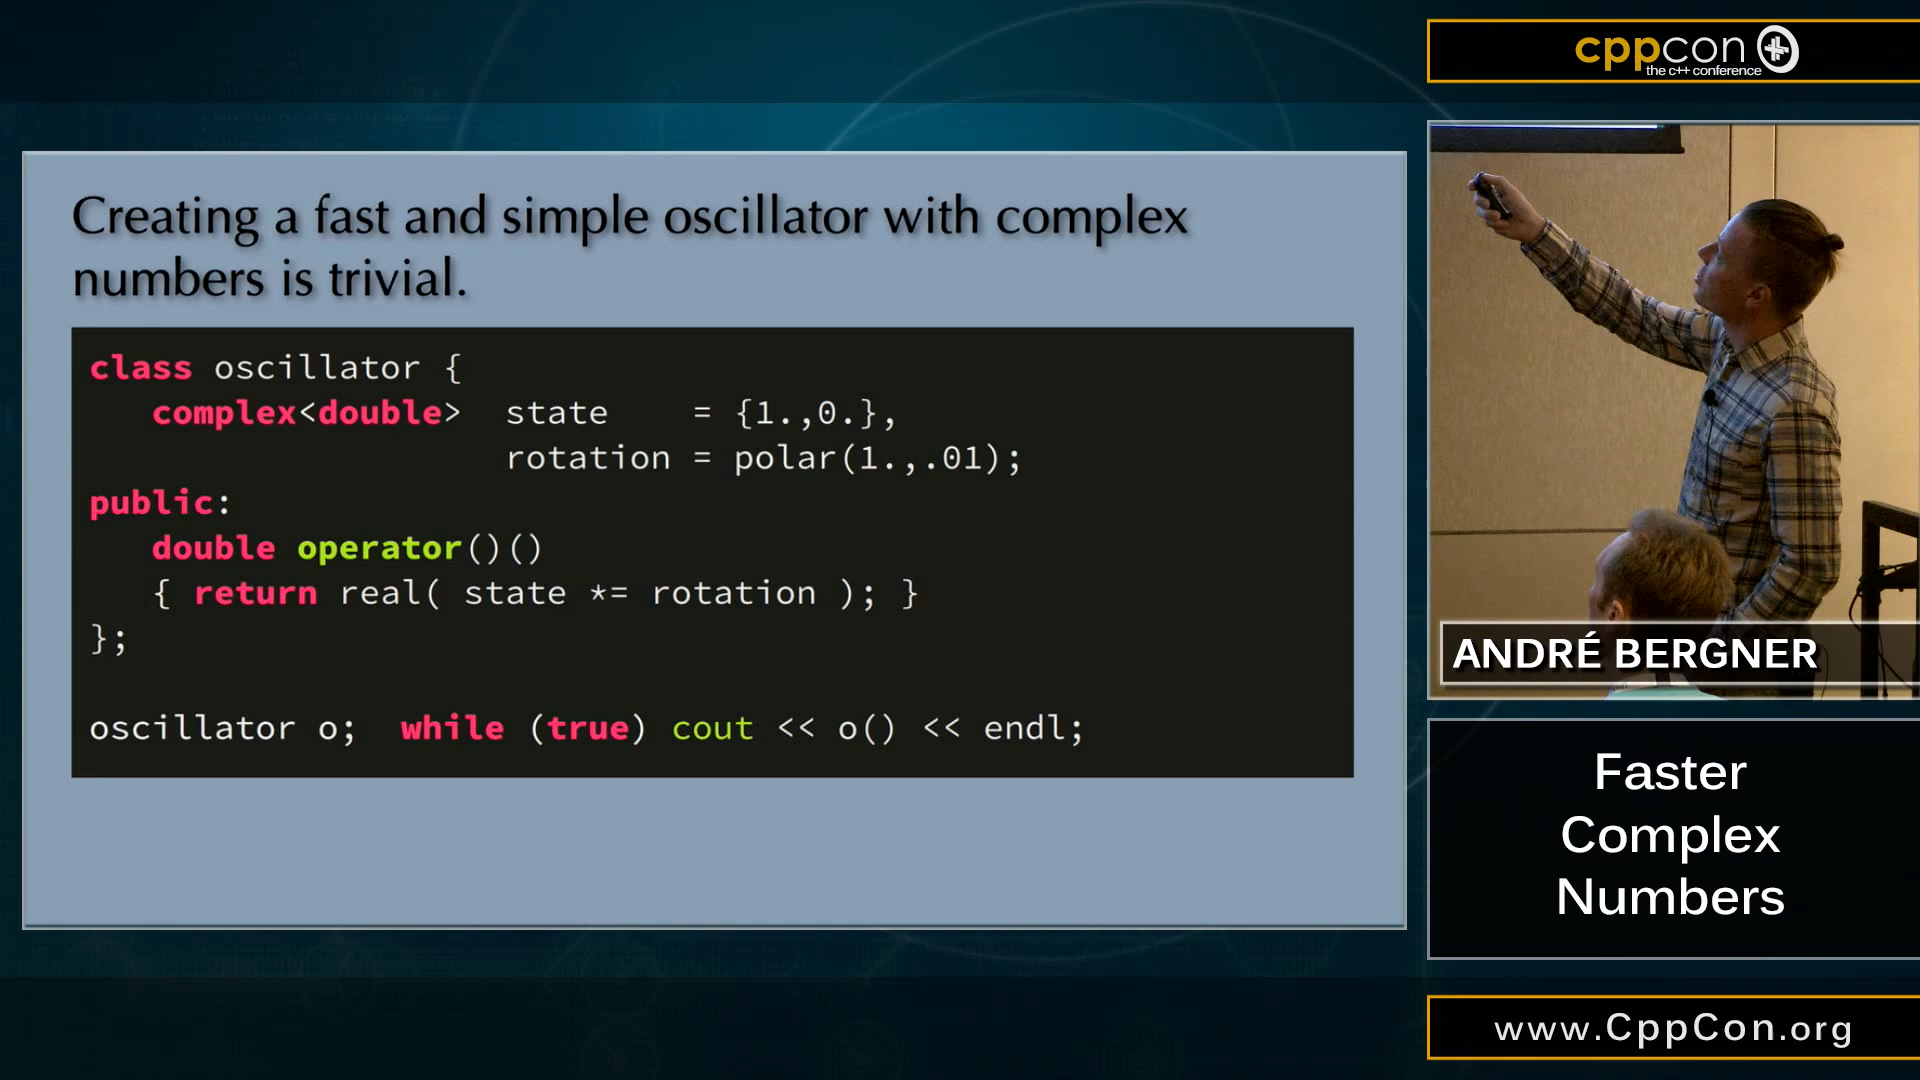 cppcon
the c++ conference
Creating a fast and simple oscillator with complex
numbers is trivial.
class oscillator {
complex<double> state = {1.,0.},
rotation = polar(1.,.01);
public:
double operator()()
{ return real( state *= rotation ); }
};
oscillator o; while (true) cout << o() << endl;
ANDRÉ BERGNER
Faster
Complex
Numbers
www.CppCon.org